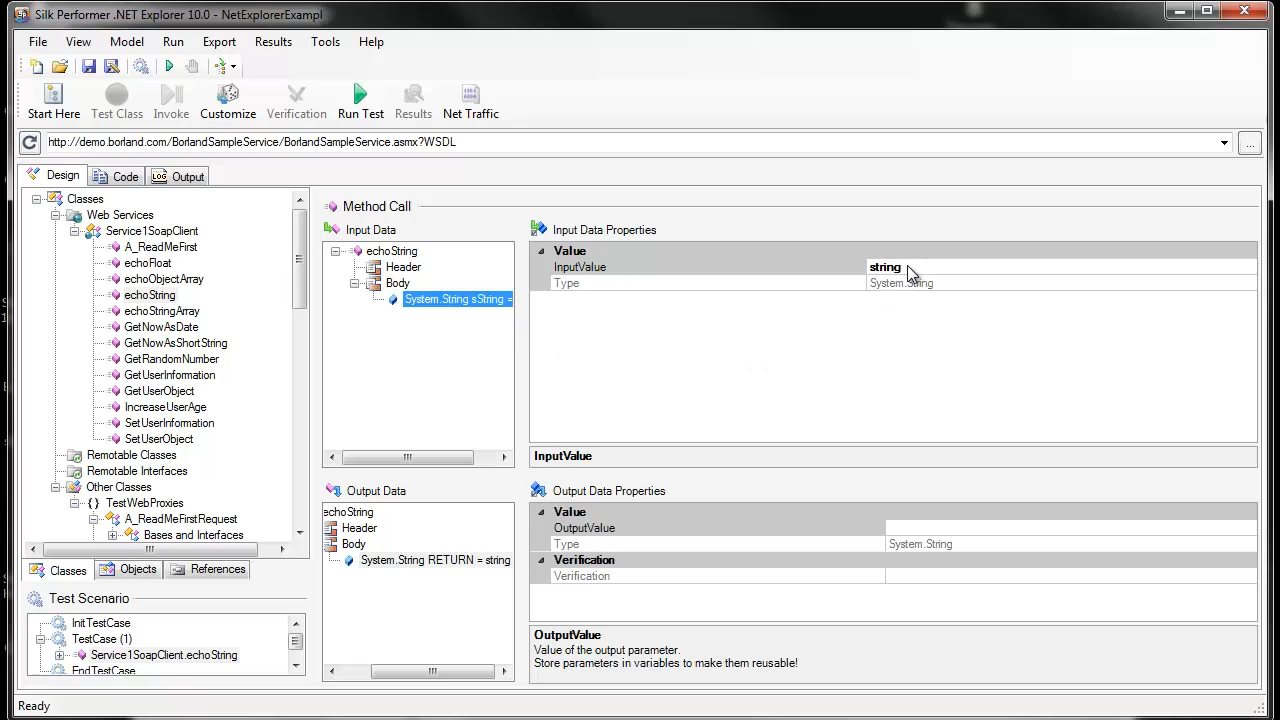 Silk Performer .NET Explorer 10.0 - NetExplorerExampl
File View Model Run Export Results Tools Help
Start Here Test Class Invoke Customize Verification Run Test Results Net Traffic
http://demo.borland.com/BorlandSampleService/BorlandSampleService.asmx?WSDL
...
Design Code LOG Output
Classes
Web Services
Service1SoapClient
A_ReadMeFirst
echoFloat
echoObjectArray
echoString
echoStringArray
GetNowAsDate
GetNowAsShortString
GetRandomNumber
GetUserInformation
GetUserObject
IncreaseUserAge
SetUserInformation
SetUserObject
Remotable Classes
Remotable Interfaces
Other Classes
{} TestWebProxies
A_ReadMeFirstRequest
Bases and Interfaces
Classes Objects References
Test Scenario
InitTestCase
TestCase (1)
Service1SoapClient.echoString
EndTestCase
Method Call
Input Data
echoString
Header
Body
System.String sString =
Input Data Properties
Value
InputValue string
Type System.String
InputValue
Output Data
echoString
Header
Body
System.String RETURN = string
Output Data Properties
Value
OutputValue
Type System.String
Verification
Verification
OutputValue
Value of the output parameter.
Store parameters in variables to make them reusable!
Ready